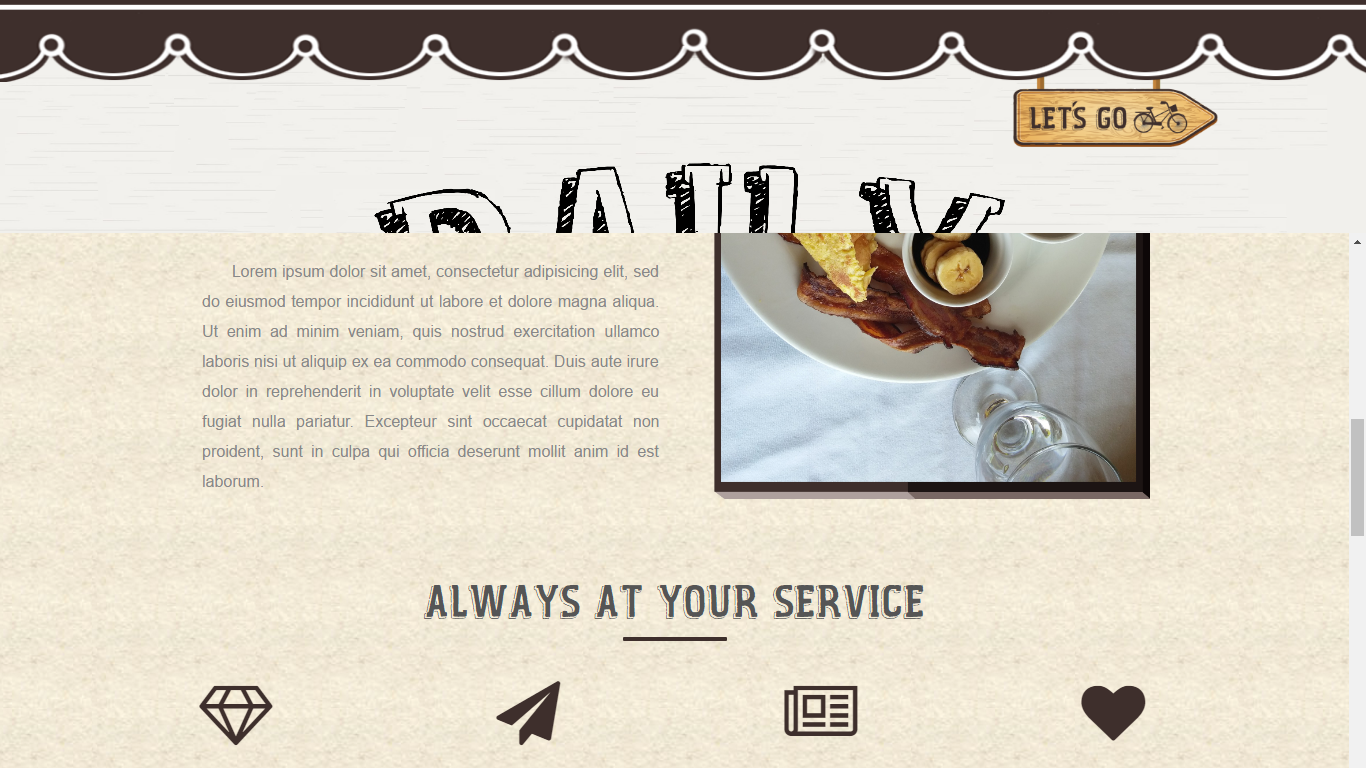 LET'S GO
DAILY
Lorem ipsum dolor sit amet, consectetur adipisicing elit, sed
do eiusmod tempor incididunt ut labore et dolore magna aliqua.
Ut enim ad minim veniam, quis nostrud exercitation ullamco
laboris nisi ut aliquip ex ea commodo consequat. Duis aute irure
dolor in reprehenderit in voluptate velit esse cillum dolore eu
fugiat nulla pariatur. Excepteur sint occaecat cupidatat non
proident, sunt in culpa qui officia deserunt mollit anim id est
laborum.
ALWAYS AT YOUR SERVICE